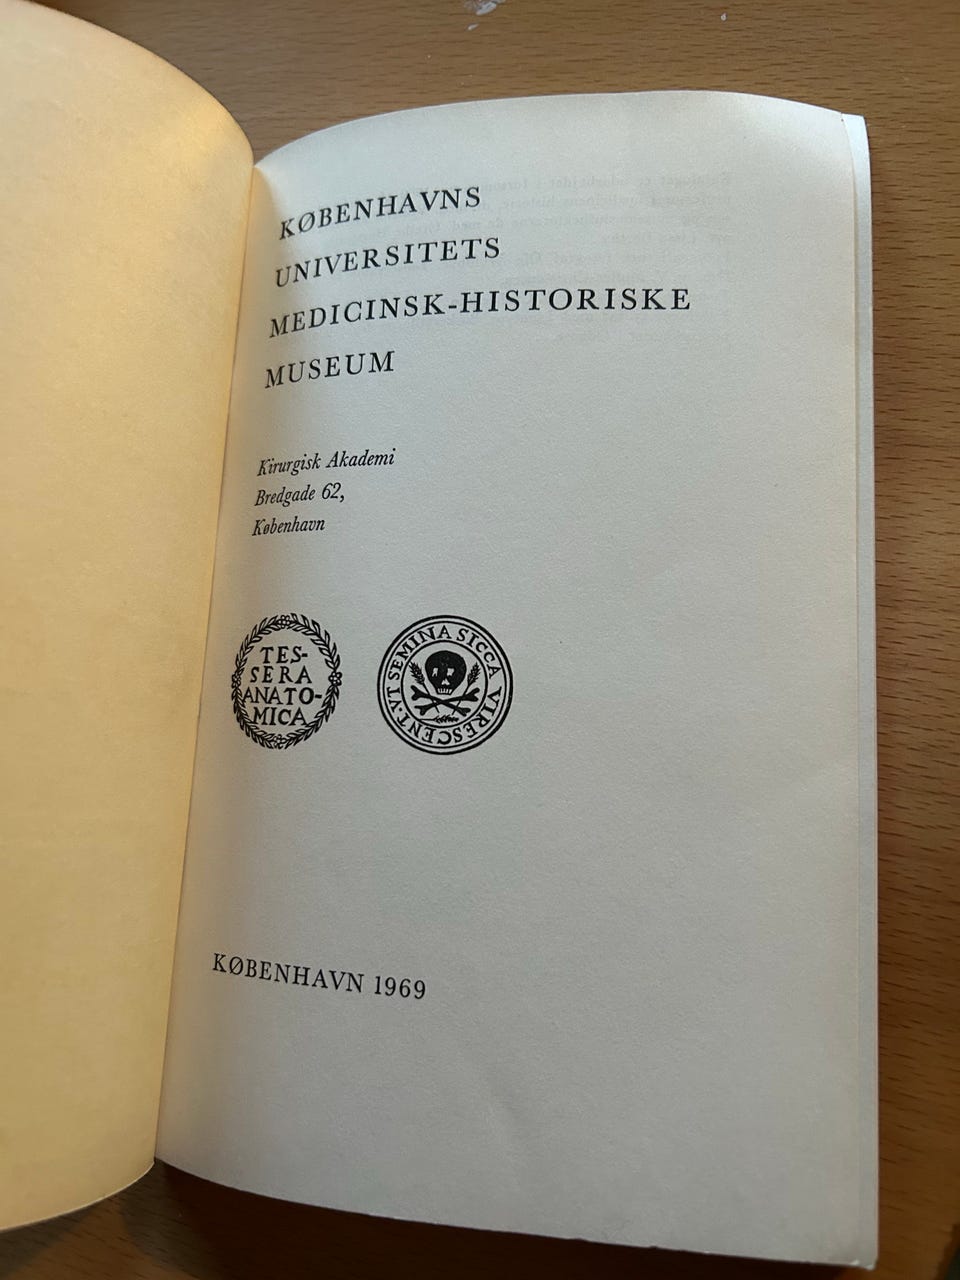 KØBENHAVNS
UNIVERSITETS
MEDICINSK-HISTORISKE
MUSEUM
Kirurgisk Akademi
Bredgade 62,
København
TES-
SERA
ANATO-
MICA
VIRESCENT·VT SEMINA SICCA
KØBENHAVN 1969